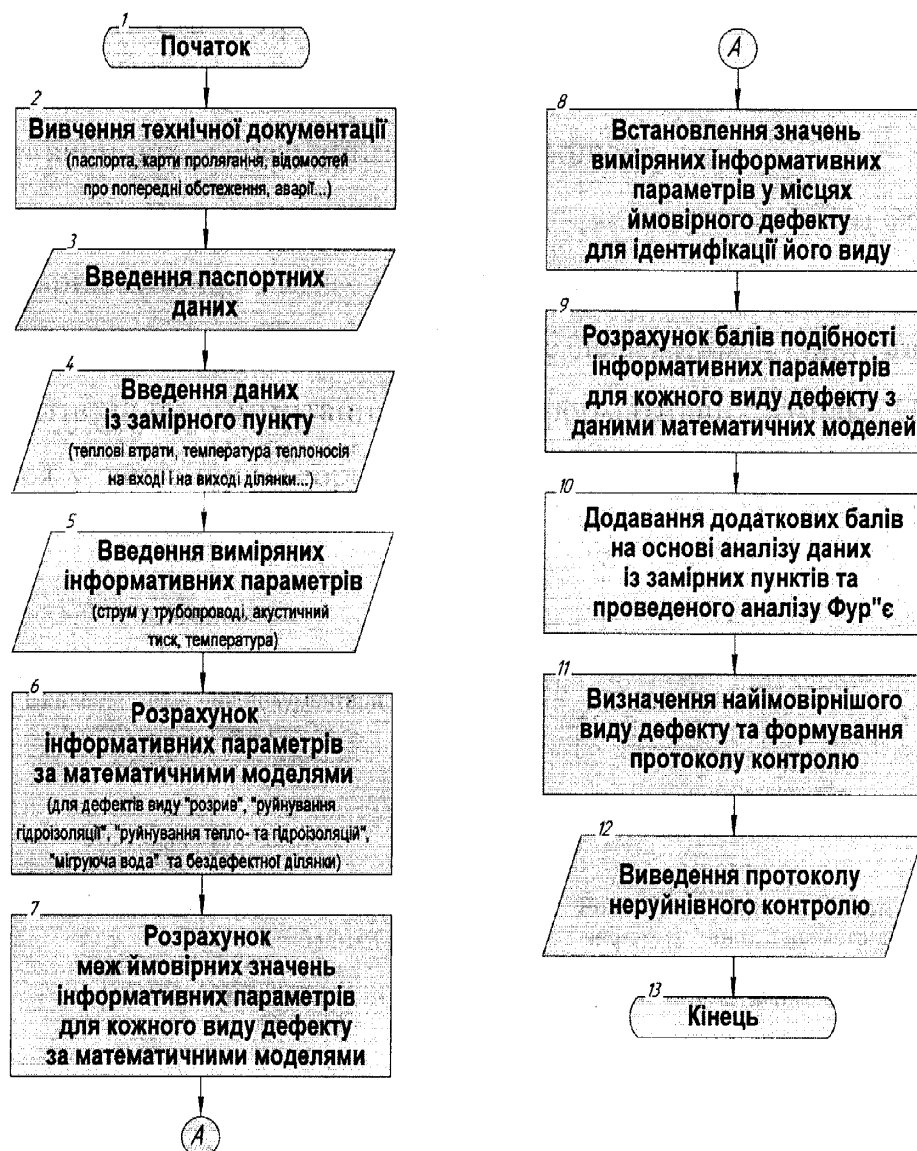 1
Початок
2
Вивчення технічної документації
(паспорта, карти пролягання, відомостей
про попередні обстеження, аварії...)
3
Введення паспортних
даних
4
Введення даних
із замірного пункту
(теплові втрати, температура теплоносія
на вході і на виході ділянки...)
5
Введення виміряних
інформативних параметрів
(струм у трубопроводі, акустичний
тиск, температура)
6
Розрахунок
інформативних параметрів
за математичними моделями
(для дефектів виду "розрив", "руйнування
гідроізоляції", "руйнування тепло- та гідроізоляцій",
"мігруюча вода" та бездефектної ділянки)
7
Розрахунок
меж ймовірних значень
інформативних параметрів
для кожного виду дефекту
за математичними моделями
А
А
8
Встановлення значень
виміряних інформативних
параметрів у місцях
ймовірного дефекту
для ідентифікації його виду
9
Розрахунок балів подібності
інформативних параметрів
для кожного виду дефекту з
даними математичних моделей
10
Додавання додаткових балів
на основі аналізу даних
із замірних пунктів та
проведеного аналізу Фур"є
11
Визначення найімовірнішого
виду дефекту та формування
протоколу контролю
12
Виведення протоколу
неруйнівного контролю
13
Кінець